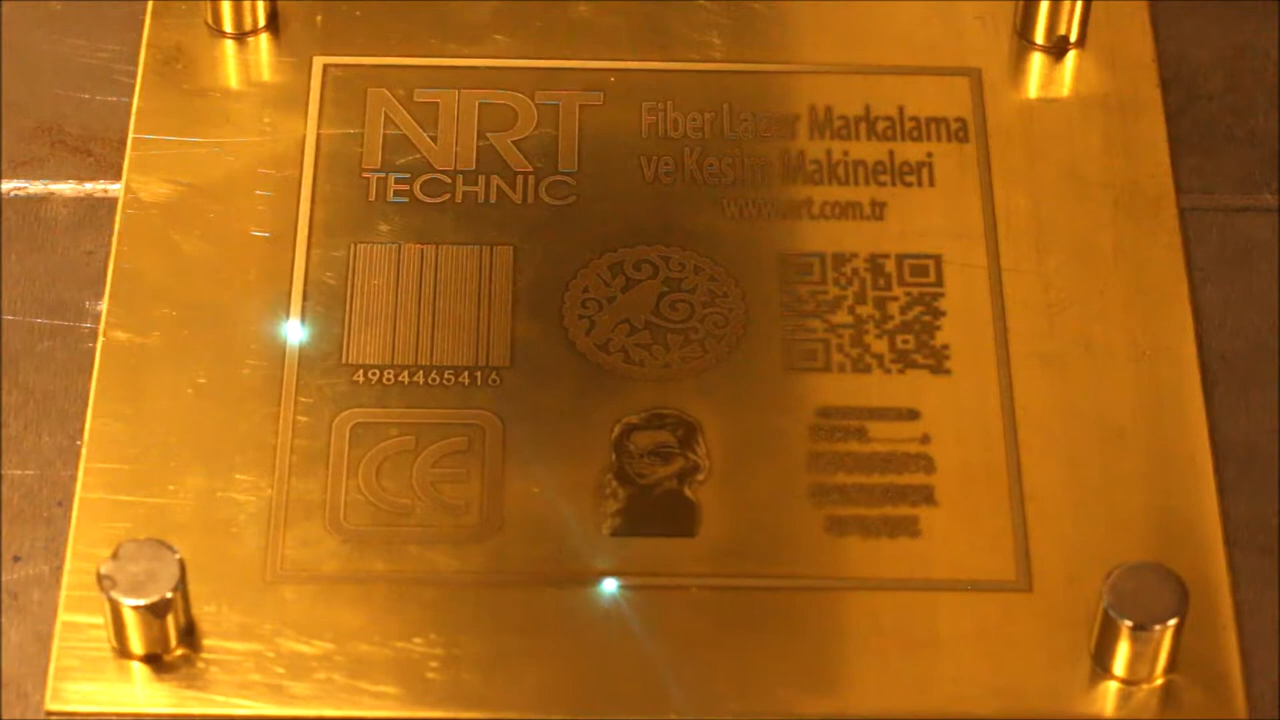 NRT
TECHNIC
Fiber Lazer Markalama
ve Kesim Makineleri
www.nrt.com.tr
4984465416
CE